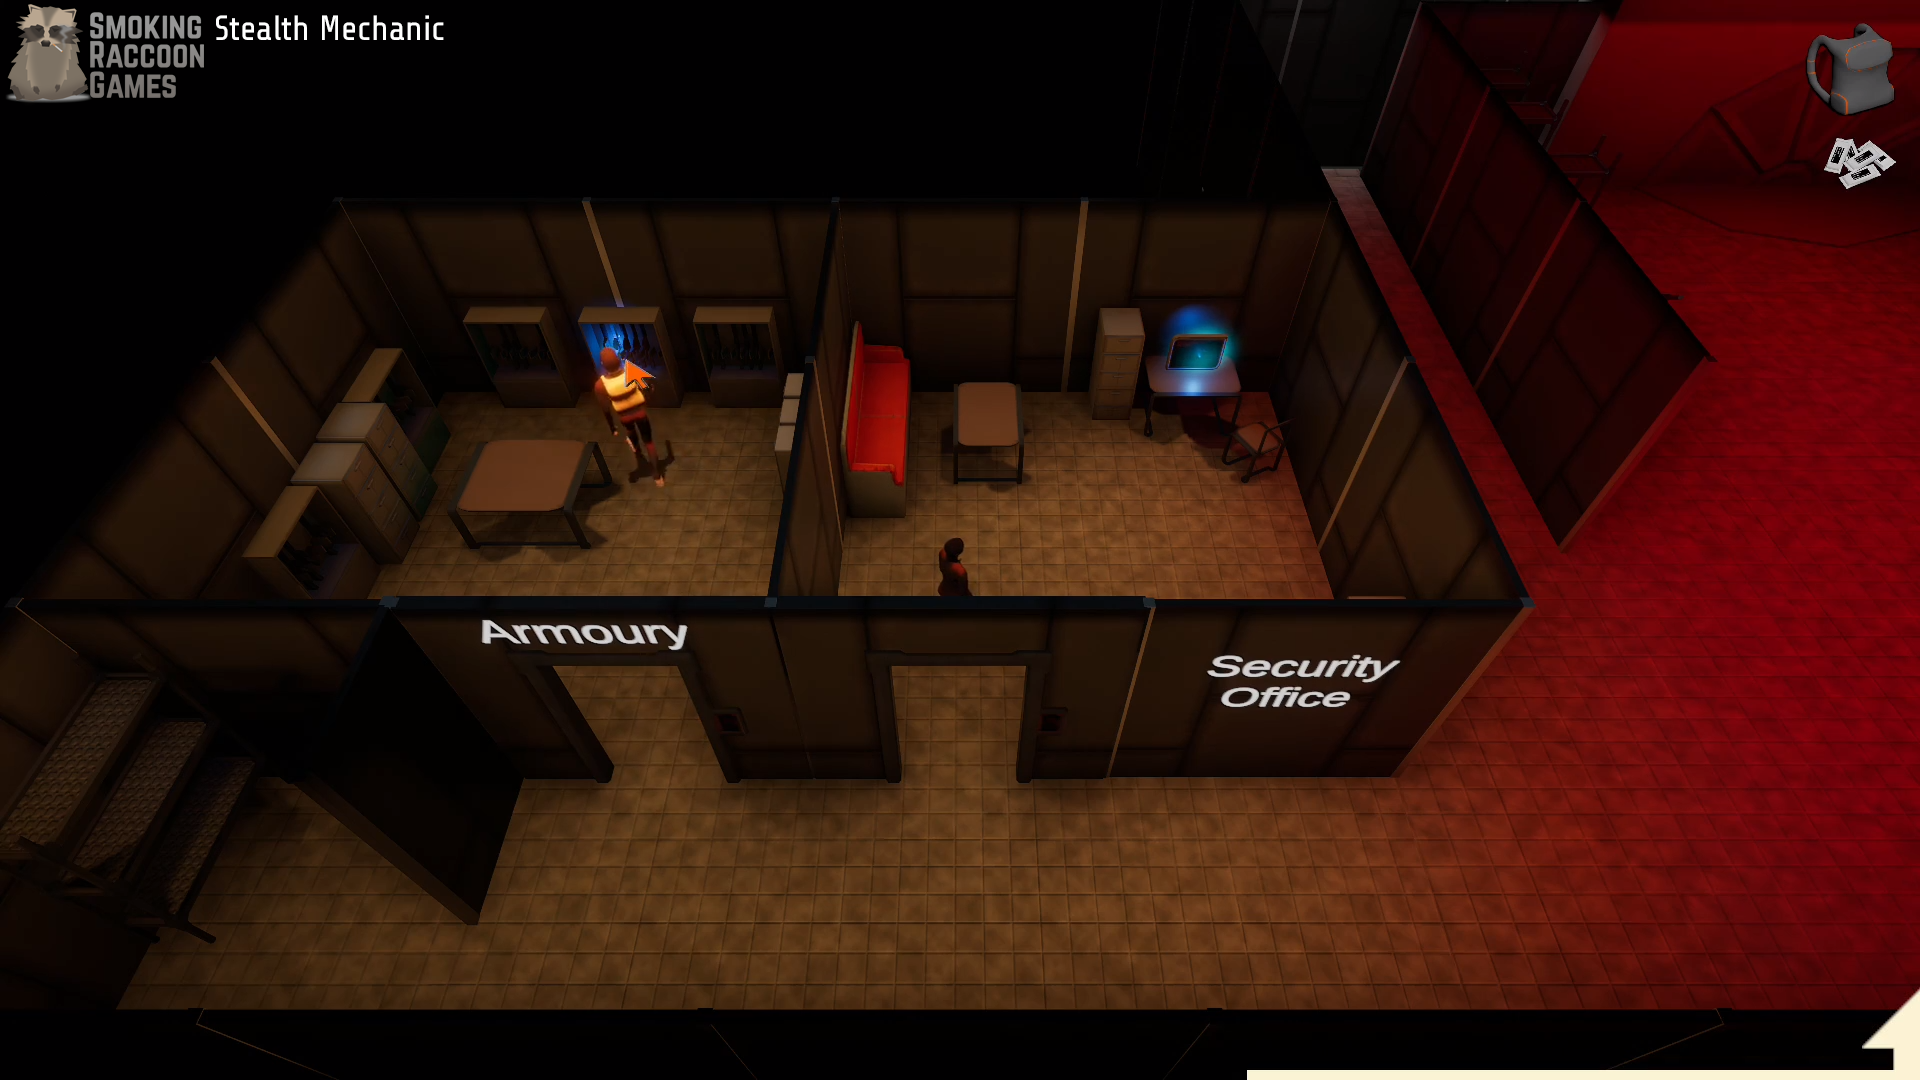 SMOKING
RACCOON
GAMES
Stealth Mechanic
Armoury
Security
Office